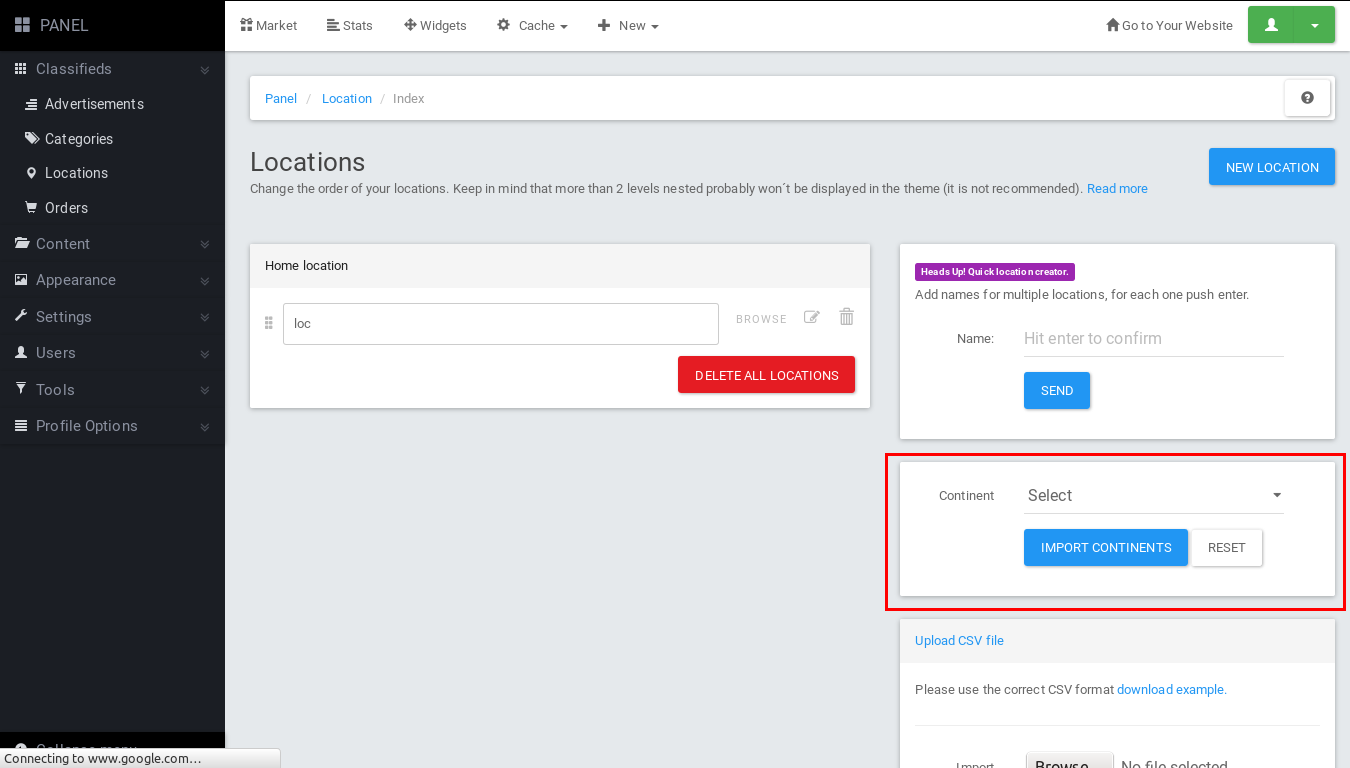 PANEL
Market
Stats
Widgets
Cache
New
Go to Your Website
Classifieds
Advertisements
Categories
Locations
Orders
Content
Appearance
Settings
Users
Tools
Profile Options
Collapse menu
Connecting to www.google.com…
Panel / Location / Index
Locations
NEW LOCATION
Change the order of your locations. Keep in mind that more than 2 levels nested probably won´t be displayed in the theme (it is not recommended). Read more
Home location
loc
BROWSE
DELETE ALL LOCATIONS
Heads Up! Quick location creator.
Add names for multiple locations, for each one push enter.
Name: Hit enter to confirm
SEND
Continent Select
IMPORT CONTINENTS RESET
Upload CSV file
Please use the correct CSV format download example.
Import Browse… No file selected.